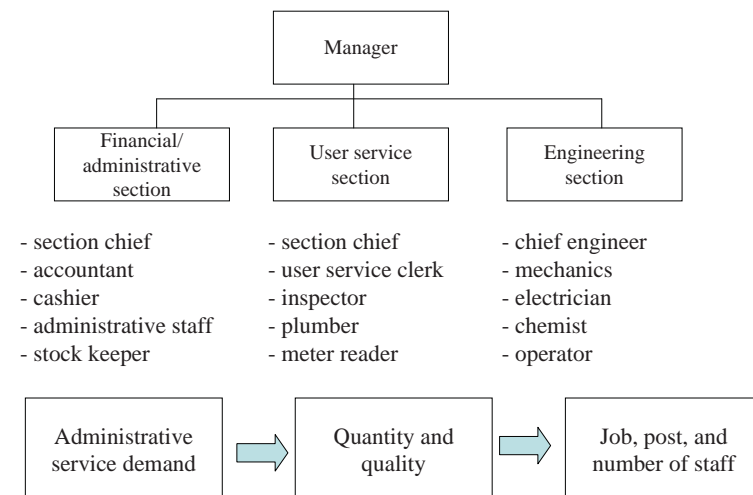 Manager
Financial/
administrative
section
User service
section
Engineering
section
- section chief
- accountant
- cashier
- administrative staff
- stock keeper
- section chief
- user service clerk
- inspector
- plumber
- meter reader
- chief engineer
- mechanics
- electrician
- chemist
- operator
Administrative
service demand
Quantity and
quality
Job, post, and
number of staff